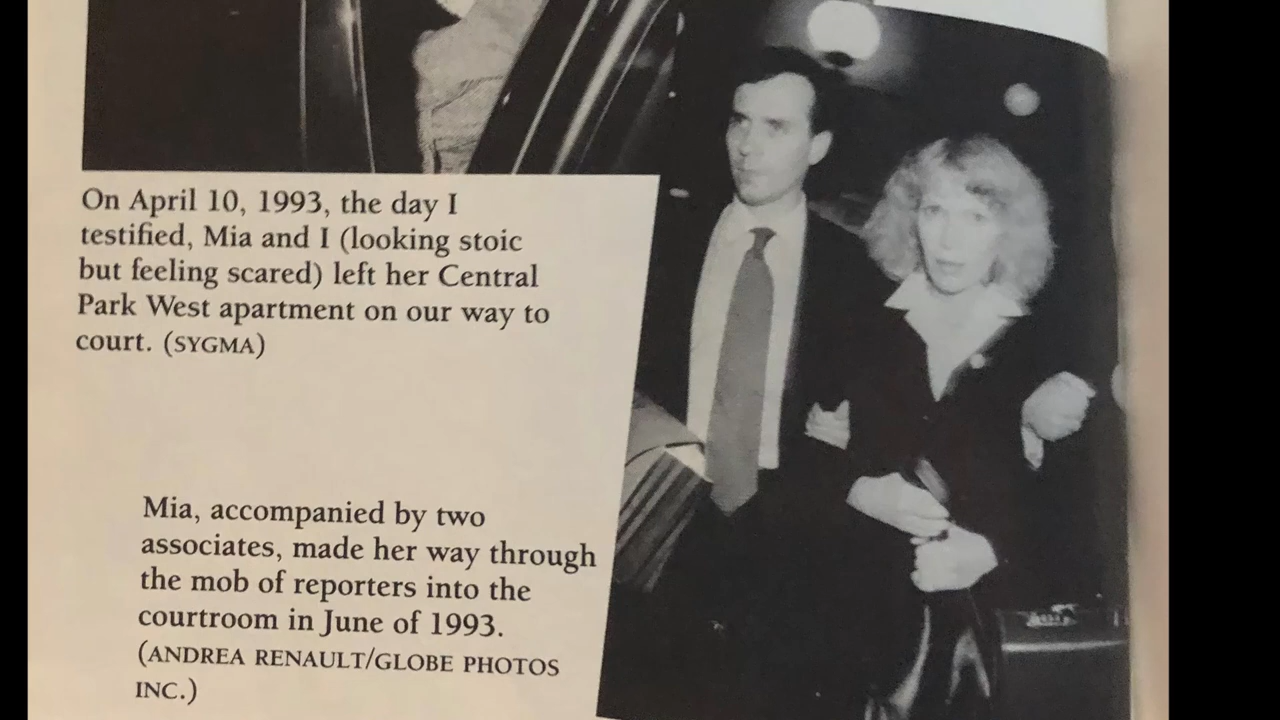 On April 10, 1993, the day I
testified, Mia and I (looking stoic
but feeling scared) left her Central
Park West apartment on our way to
court. (SYGMA)
Mia, accompanied by two
associates, made her way through
the mob of reporters into the
courtroom in June of 1993.
(ANDREA RENAULT/GLOBE PHOTOS
INC.)